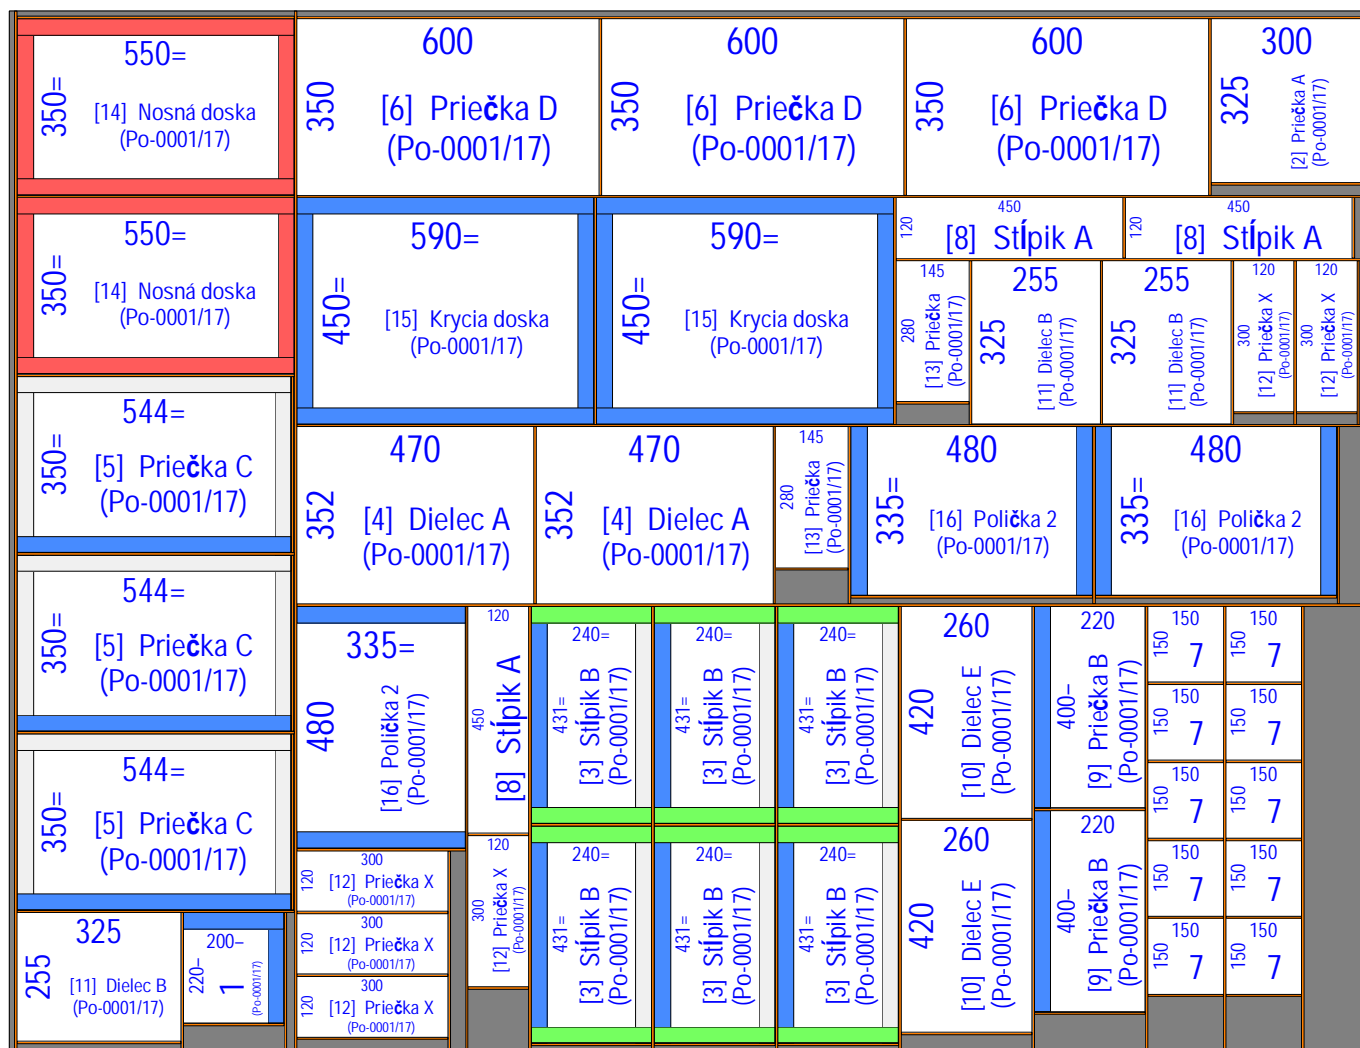 550=
350=
[14] Nosná doska
(Po-0001/17)
600
350
[6] Priečka D
(Po-0001/17)
600
350
[6] Priečka D
(Po-0001/17)
600
350
[6] Priečka D
(Po-0001/17)
300
325
[2] Priečka A
(Po-0001/17)
550=
350=
[14] Nosná doska
(Po-0001/17)
590=
450=
[15] Krycia doska
(Po-0001/17)
590=
450=
[15] Krycia doska
(Po-0001/17)
450
120
[8] Stĺpik A
450
120
[8] Stĺpik A
145
280
[13] Priečka
(Po-0001/17)
255
325
[11] Dielec B
(Po-0001/17)
255
325
[11] Dielec B
(Po-0001/17)
120
300
[12] Priečka X
(Po-0001/17)
120
300
[12] Priečka X
(Po-0001/17)
544=
350=
[5] Priečka C
(Po-0001/17)
470
352
[4] Dielec A
(Po-0001/17)
470
352
[4] Dielec A
(Po-0001/17)
145
280
[13] Priečka
(Po-0001/17)
480
335=
[16] Polička 2
(Po-0001/17)
480
335=
[16] Polička 2
(Po-0001/17)
544=
350=
[5] Priečka C
(Po-0001/17)
335=
480
[16] Polička 2
(Po-0001/17)
120
450
[8] Stĺpik A
240=
431=
[3] Stĺpik B
(Po-0001/17)
240=
431=
[3] Stĺpik B
(Po-0001/17)
240=
431=
[3] Stĺpik B
(Po-0001/17)
260
420
[10] Dielec E
(Po-0001/17)
220
400–
[9] Priečka B
(Po-0001/17)
150
150
7
150
150
7
150
150
7
150
150
7
150
150
7
150
150
7
544=
350=
[5] Priečka C
(Po-0001/17)
300
120
[12] Priečka X
(Po-0001/17)
300
120
[12] Priečka X
(Po-0001/17)
300
120
[12] Priečka X
(Po-0001/17)
120
300
[12] Priečka X
(Po-0001/17)
240=
431=
[3] Stĺpik B
(Po-0001/17)
240=
431=
[3] Stĺpik B
(Po-0001/17)
240=
431=
[3] Stĺpik B
(Po-0001/17)
260
420
[10] Dielec E
(Po-0001/17)
220
400–
[9] Priečka B
(Po-0001/17)
150
150
7
150
150
7
150
150
7
150
150
7
325
255
[11] Dielec B
(Po-0001/17)
200–
220–
1
(Po-0001/17)